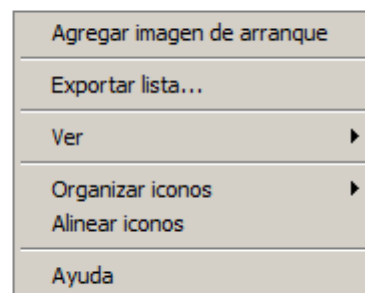 Agregar imagen de arranque
Exportar lista...
Ver
Organizar iconos
Alinear iconos
Ayuda